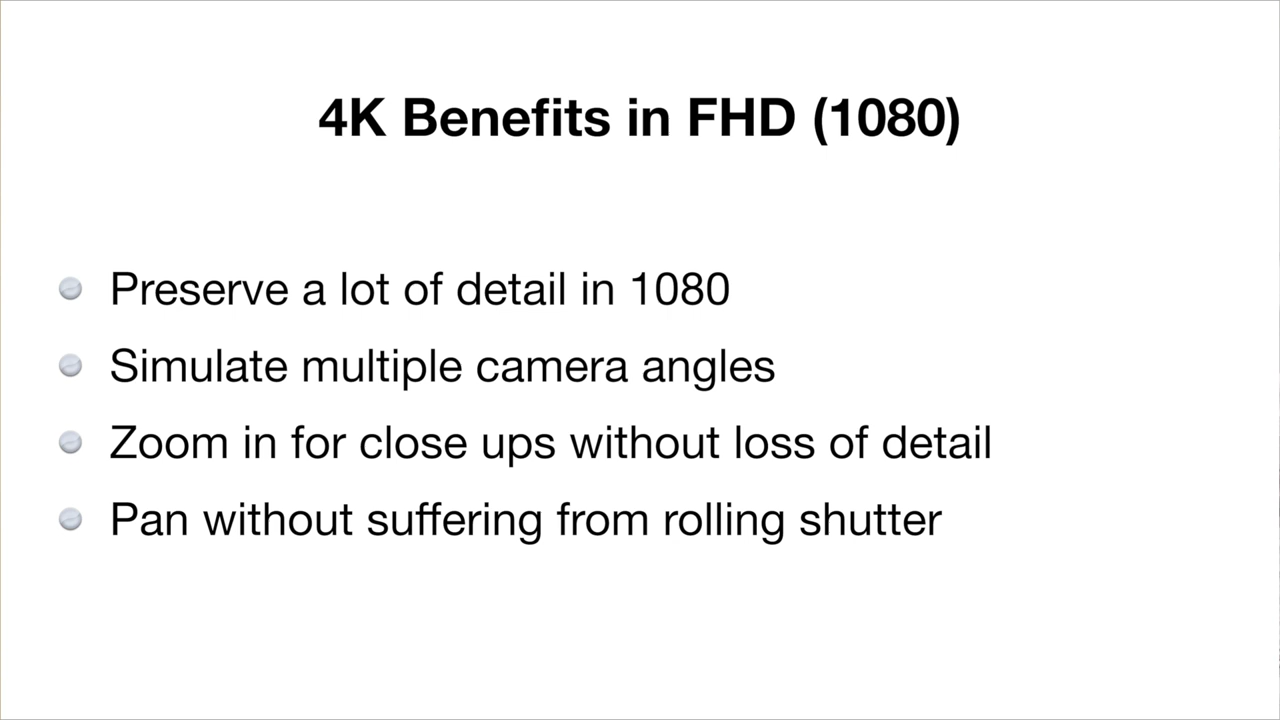 4K Benefits in FHD (1080)
Preserve a lot of detail in 1080
Simulate multiple camera angles
Zoom in for close ups without loss of detail
Pan without suffering from rolling shutter